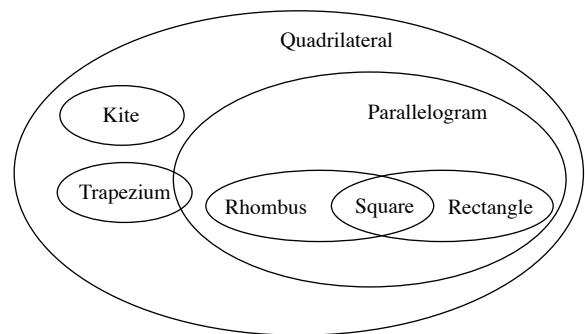 Quadrilateral
Kite
Parallelogram
Trapezium
Rhombus
Square
Rectangle